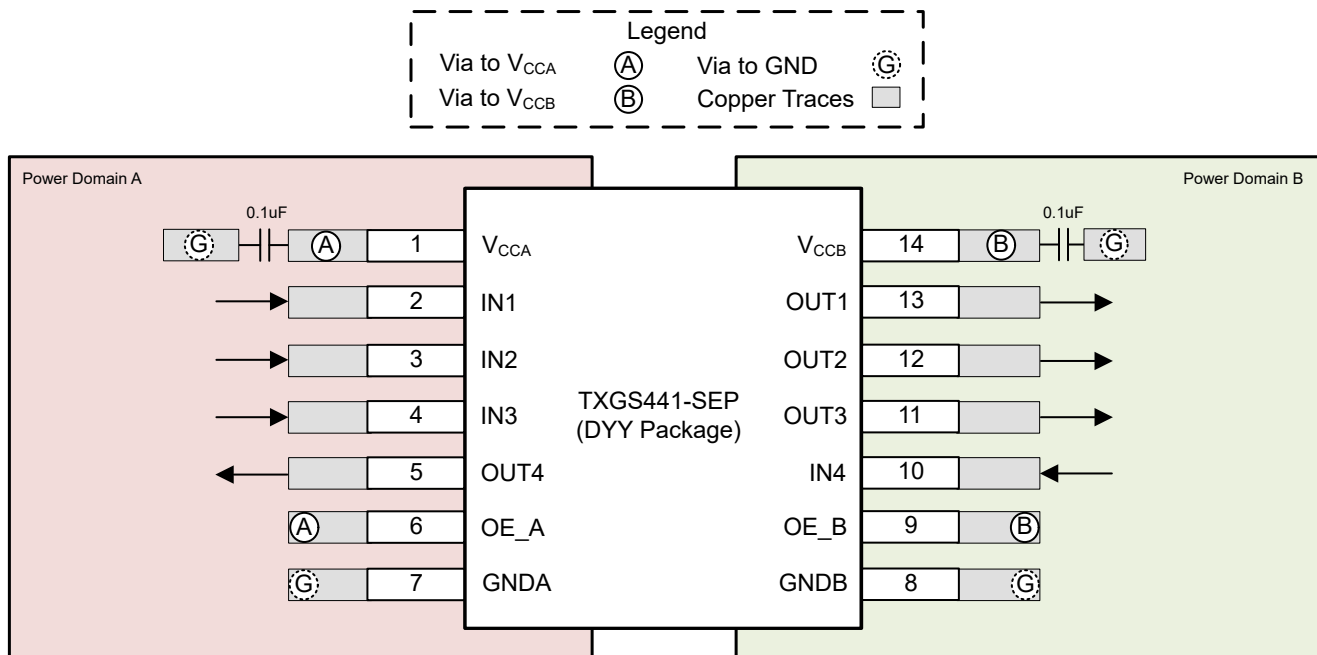 Legend
Via to VCCA A Via to GND G
Via to VCCB B Copper Traces
Power Domain A
Power Domain B
0.1uF
0.1uF
G A 1 VCCA VCCB 14 B G
2 IN1 OUT1 13
3 IN2 OUT2 12
4 IN3 OUT3 11
TXGS441-SEP
(DYY Package)
5 OUT4 IN4 10
A 6 OE_A OE_B 9 B
G 7 GNDA GNDB 8 G